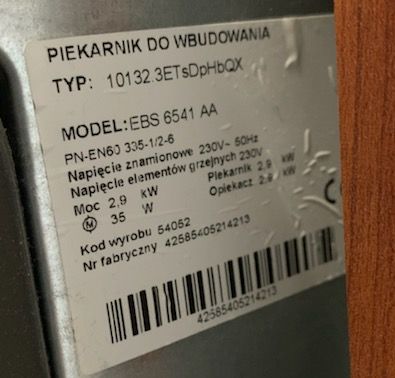 PIEKARNIK DO WBUDOWANIA
TYP: 10132.3ETsDpHbQX
MODEL: EBS 6541 AA
PN-EN60 335-1/2-6
Napięcie znamionowe 230V~ 50Hz
Napięcie elementów grzejnych 230V
Moc 2,9 kW Piekarnik 2.9 kW
M 35 W Opiekacz 2.9 kW
Kod wyrobu 54052
Nr fabryczny 42585405214213
42585405214213